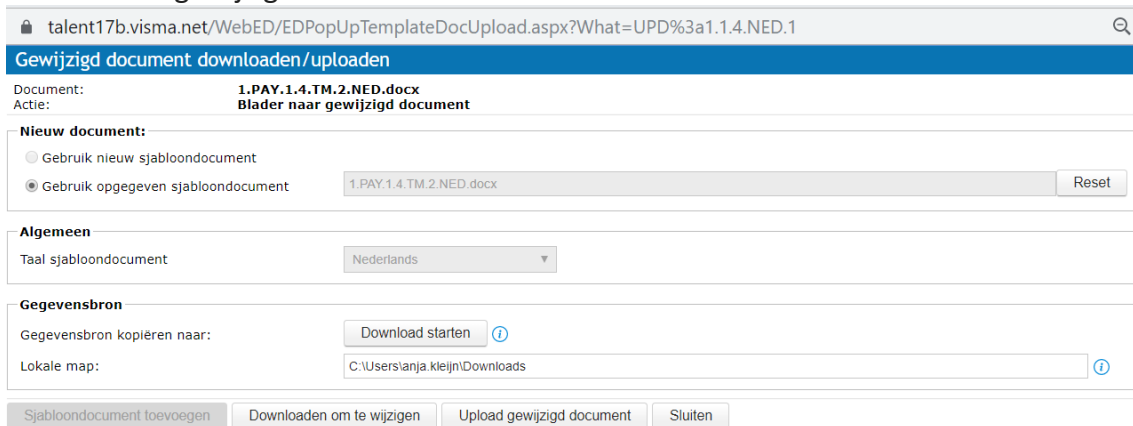 talent17b.visma.net/WebED/EDPopUpTemplateDocUpload.aspx?What=UPD%3a1.1.4.NED.1
Gewijzigd document downloaden/uploaden
Document: 1.PAY.1.4.TM.2.NED.docx
Actie: Blader naar gewijzigd document
Nieuw document:
Gebruik nieuw sjabloondocument
Gebruik opgegeven sjabloondocument 1.PAY.1.4.TM.2.NED.docx Reset
Algemeen
Taal sjabloondocument Nederlands
Gegevensbron
Gegevensbron kopiëren naar: Download starten
Lokale map: C:\Users\anja.kleijn\Downloads
Sjabloondocument toevoegen Downloaden om te wijzigen Upload gewijzigd document Sluiten